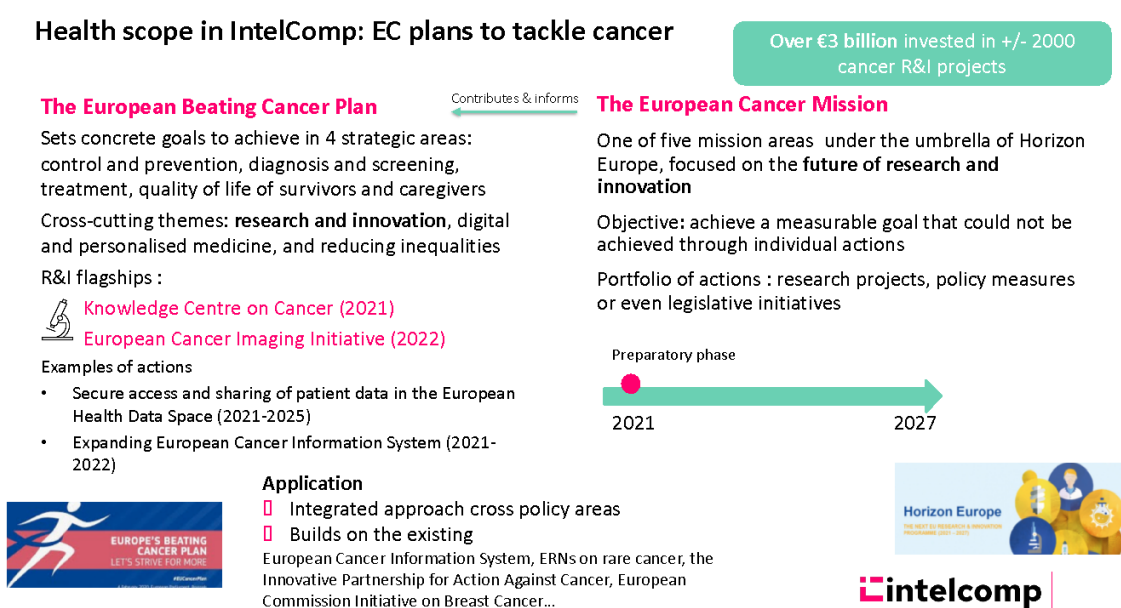 Health scope in IntelComp: EC plans to tackle cancer
Over €3 billion invested in +/- 2000
cancer R&I projects
The European Beating Cancer Plan
Sets concrete goals to achieve in 4 strategic areas:
control and prevention, diagnosis and screening,
treatment, quality of life of survivors and caregivers
Cross-cutting themes: research and innovation, digital
and personalised medicine, and reducing inequalities
R&I flagships :
Knowledge Centre on Cancer (2021)
European Cancer Imaging Initiative (2022)
Examples of actions
• Secure access and sharing of patient data in the European
Health Data Space (2021-2025)
• Expanding European Cancer Information System (2021-
2022)
Contributes & informs
The European Cancer Mission
One of five mission areas under the umbrella of Horizon
Europe, focused on the future of research and
innovation
Objective: achieve a measurable goal that could not be
achieved through individual actions
Portfolio of actions : research projects, policy measures
or even legislative initiatives
Preparatory phase
2021
2027
Application
Integrated approach cross policy areas
Builds on the existing
European Cancer Information System, ERNs on rare cancer, the
Innovative Partnership for Action Against Cancer, European
Commission Initiative on Breast Cancer...
EUROPE'S BEATING
CANCER PLAN
LET'S STRIVE FOR MORE
#EUCancerPlan
Horizon Europe
THE NEXT EU RESEARCH & INNOVATION
PROGRAMME (2021 - 2027)
intelcomp